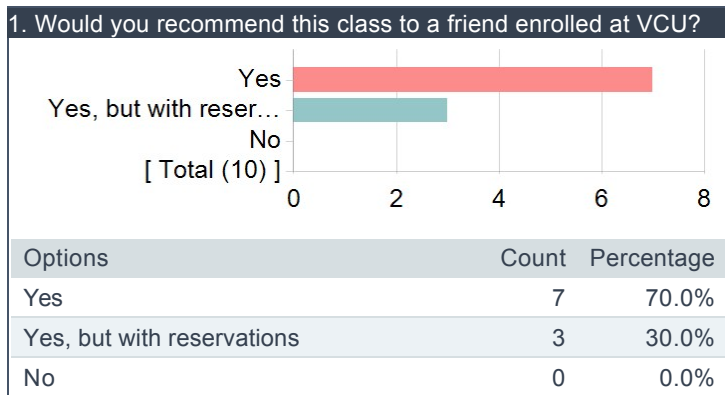 1. Would you recommend this class to a friend enrolled at VCU?
Yes
Yes, but with reser...
No
[ Total (10) ]
0 2 4 6 8
Options Count Percentage
Yes 7 70.0%
Yes, but with reservations 3 30.0%
No 0 0.0%